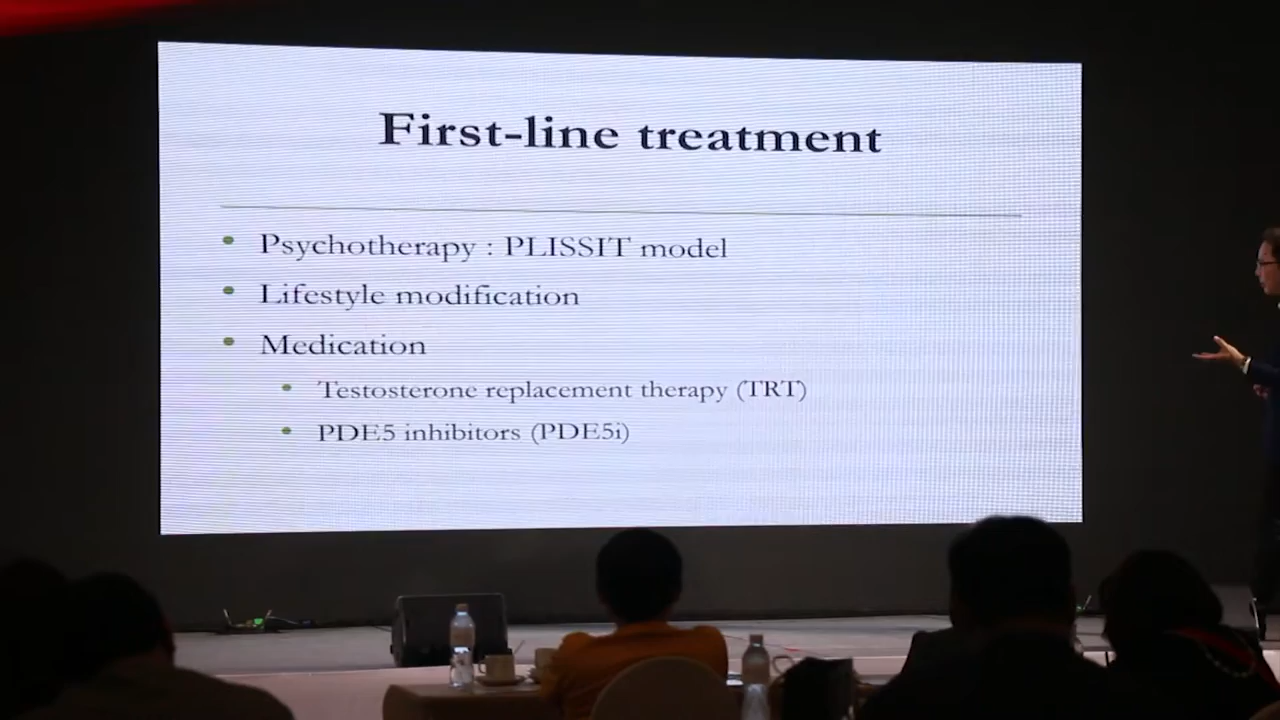 First-line treatment
Psychotherapy : PLISSIT model
Lifestyle modification
Medication
Testosterone replacement therapy (TRT)
PDE5 inhibitors (PDE5i)